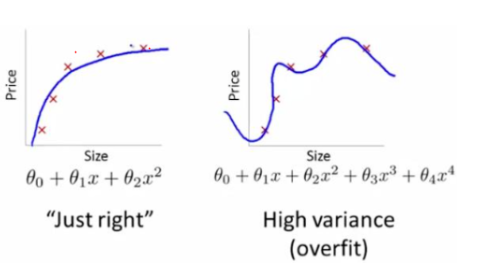 Price
Size
θ₀ + θ₁x + θ₂x²
"Just right"
Price
Size
θ₀ + θ₁x + θ₂x² + θ₃x³ + θ₄x⁴
High variance
(overfit)